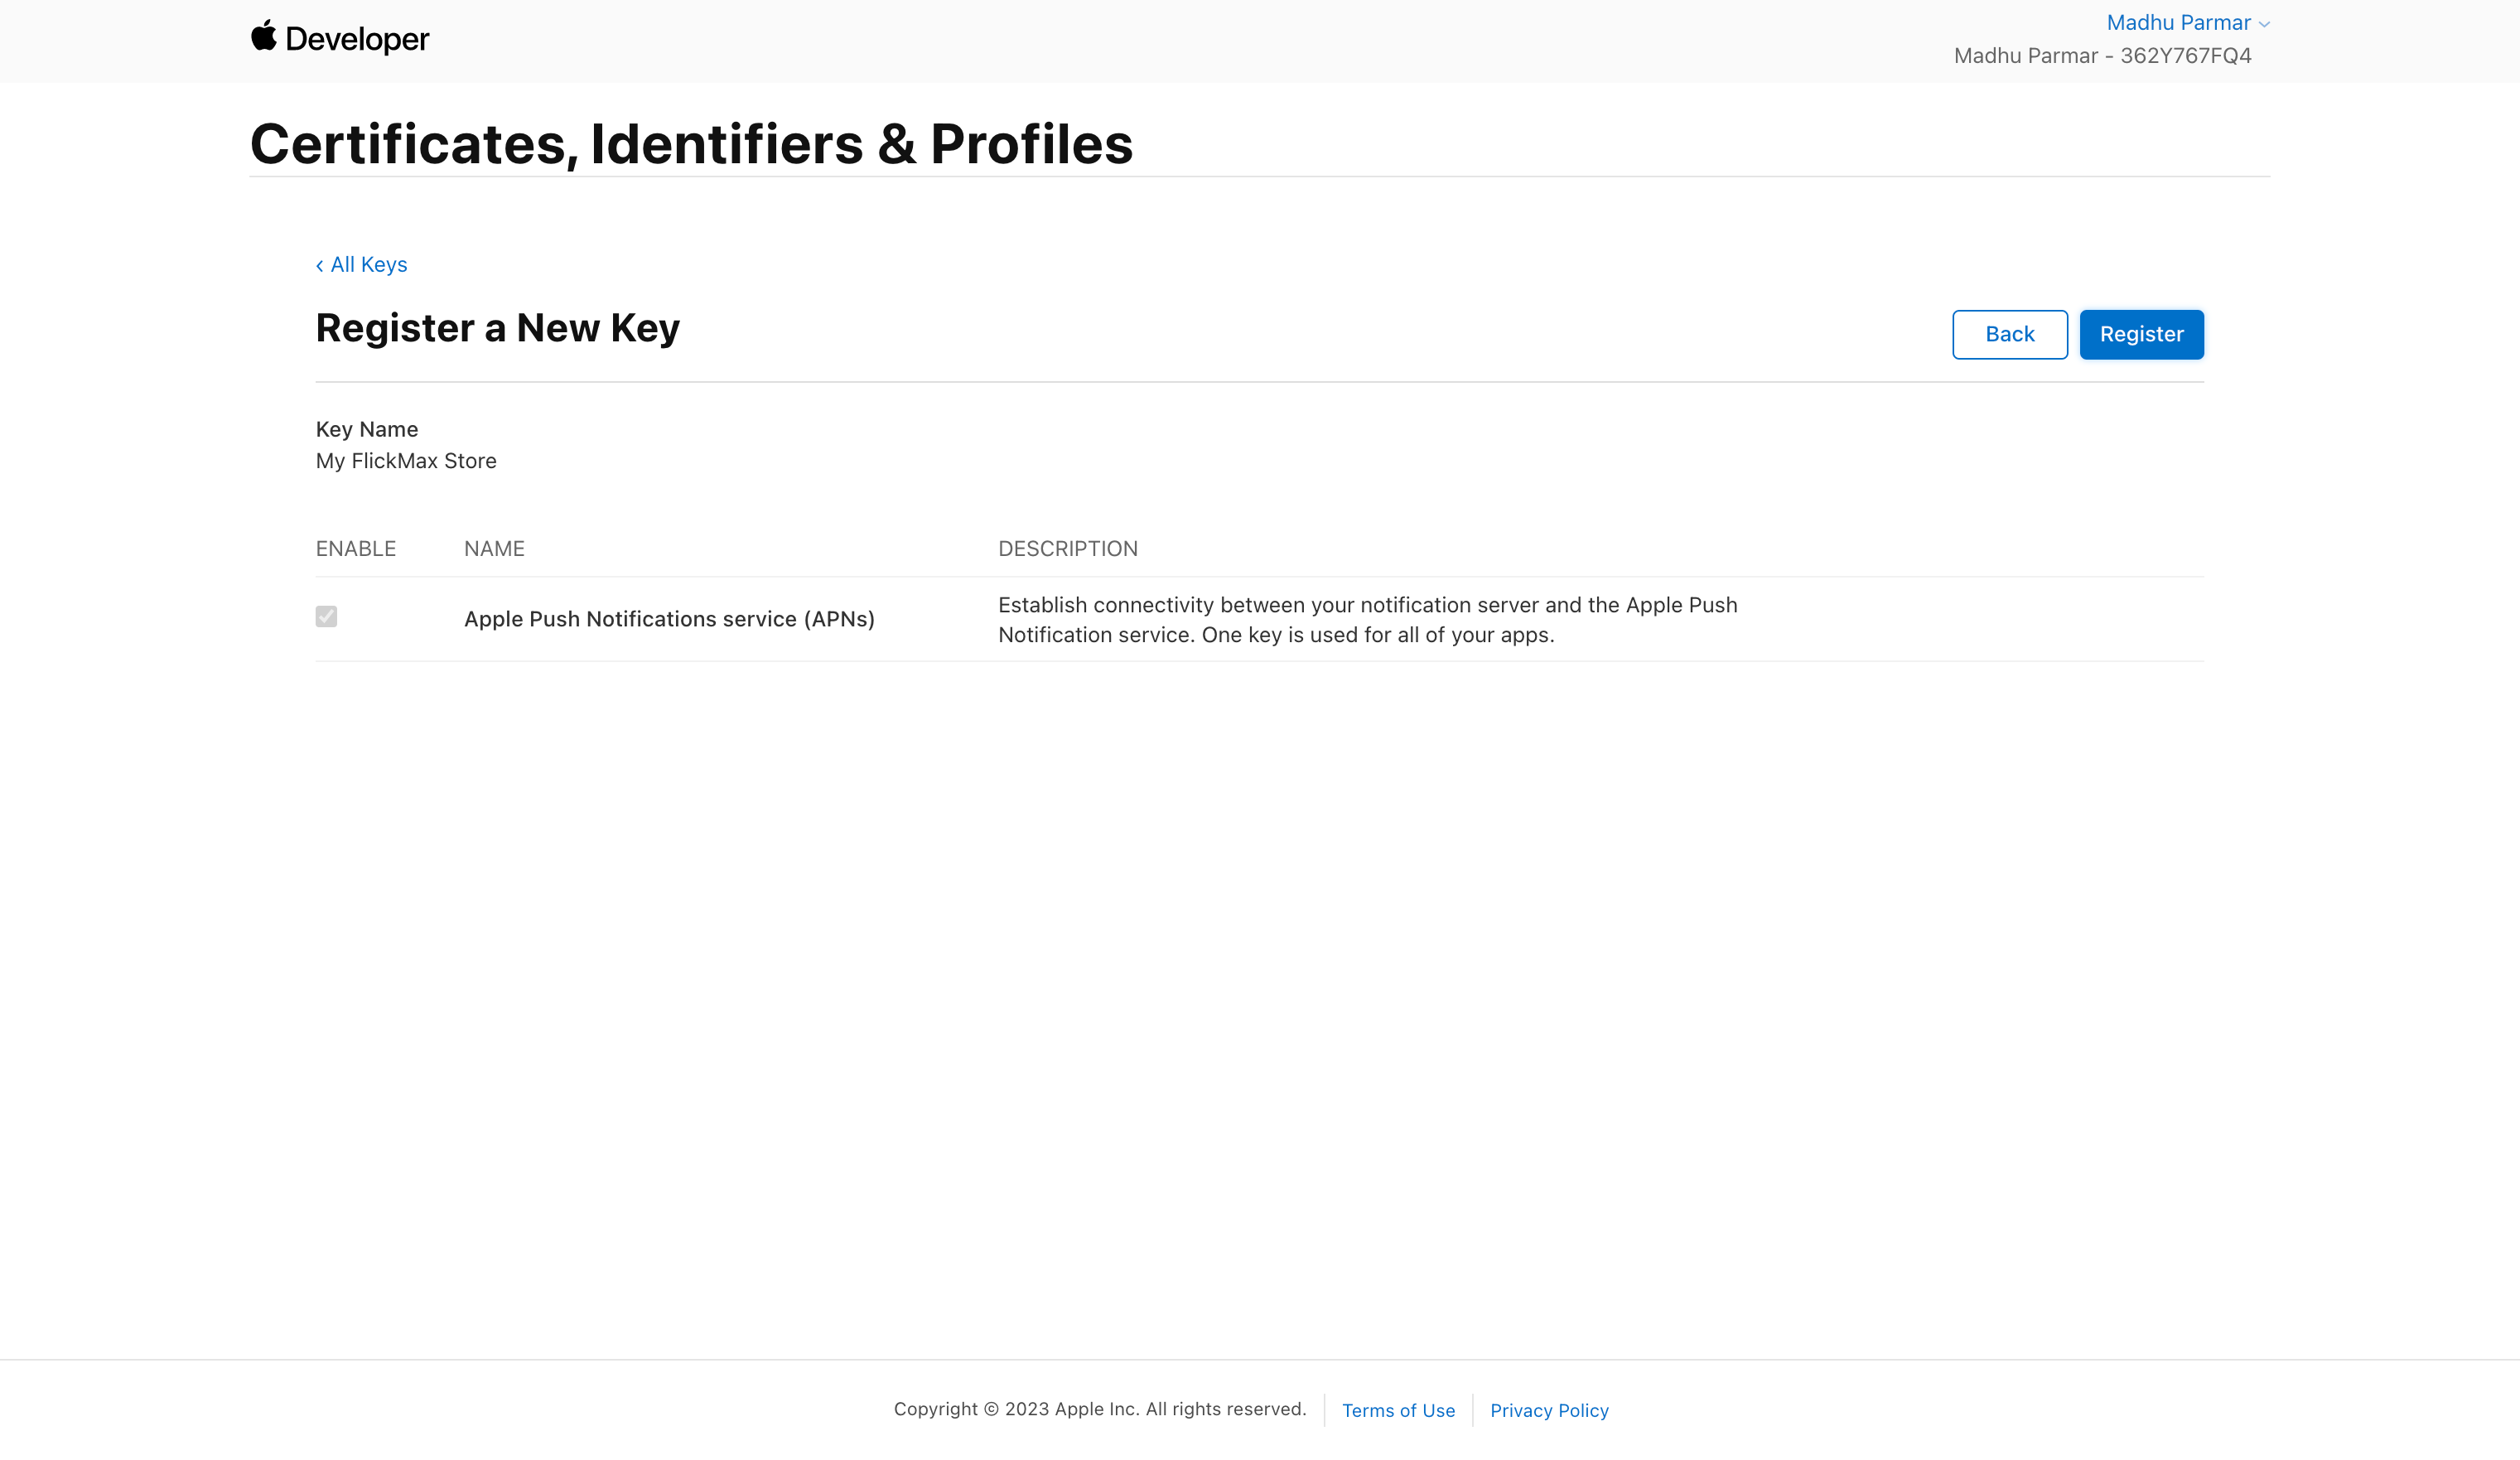 Developer
Madhu Parmar
Madhu Parmar - 362Y767FQ4
Certificates, Identifiers & Profiles
‹ All Keys
Register a New Key
Back
Register
Key Name
My FlickMax Store
ENABLE NAME DESCRIPTION
Apple Push Notifications service (APNs)
Establish connectivity between your notification server and the Apple Push
Notification service. One key is used for all of your apps.
Copyright © 2023 Apple Inc. All rights reserved.
Terms of Use
Privacy Policy